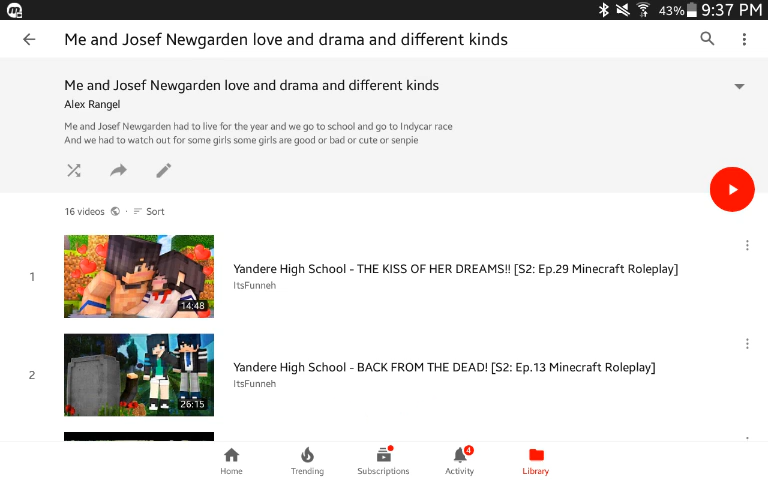 43% 9:37 PM
Me and Josef Newgarden love and drama and different kinds
Me and Josef Newgarden love and drama and different kinds
Alex Rangel
Me and Josef Newgarden had to live for the year and we go to school and go to Indycar race
And we had to watch out for some girls some girls are good or bad or cute or senpie
16 videos · Sort
1
14:48
Yandere High School - THE KISS OF HER DREAMS!! [S2: Ep.29 Minecraft Roleplay]
ItsFunneh
2
26:15
Yandere High School - BACK FROM THE DEAD! [S2: Ep.13 Minecraft Roleplay]
ItsFunneh
4
Home Trending Subscriptions Activity Library